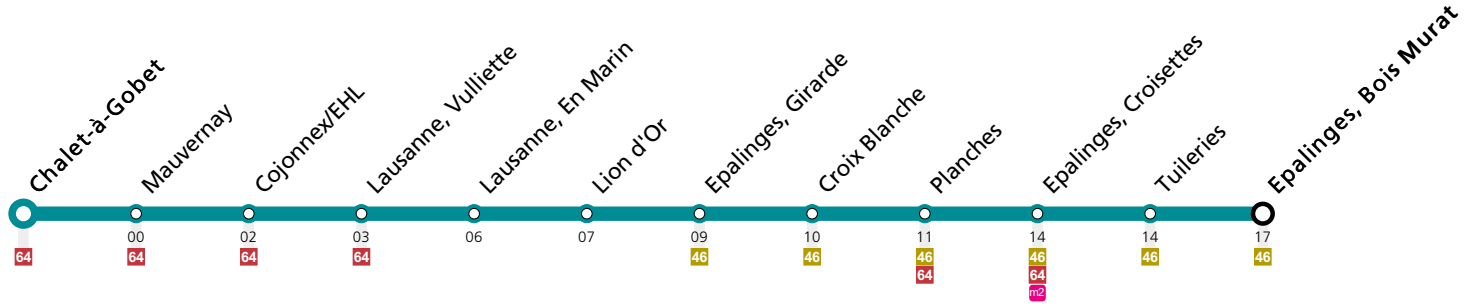 Chalet-à-Gobet
Mauvernay
Cojonnex/EHL
Lausanne, Vulliette
Lausanne, En Marin
Lion d'Or
Epalinges, Girarde
Croix Blanche
Planches
Epalinges, Croisettes
Tuileries
Epalinges, Bois Murat
00 02 03 06 07 09 10 11 14 14 17
64 64 64 64 46 46 46 46 46 46
64 64
m2